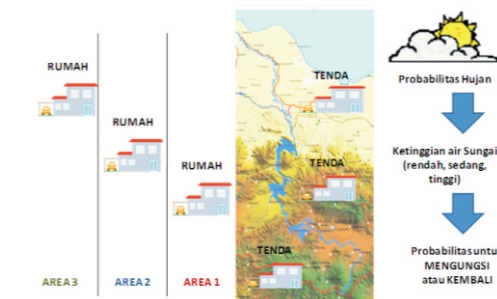 RUMAH
RUMAH
RUMAH
AREA 3
AREA 2
AREA 1
TENDA
TENDA
TENDA
Probabilitas Hujan
Ketinggian air Sungai
(rendah, sedang,
tinggi)
Probabilitas untu
MENGUNGSI
atau KEMBALI